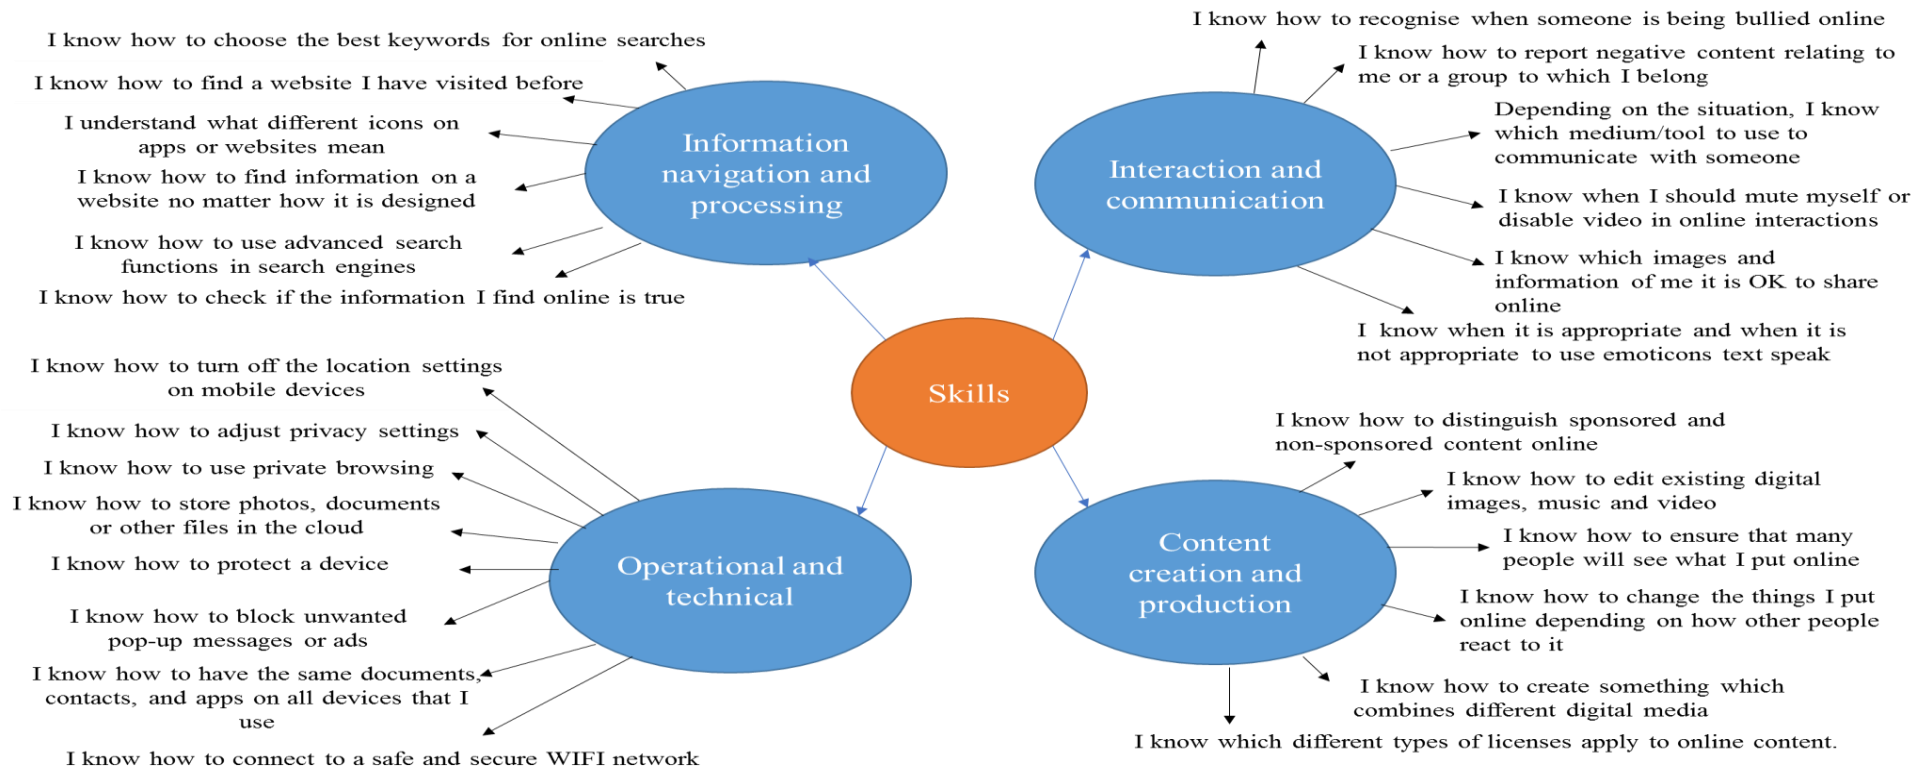 I know how to choose the best keywords for online searches
I know how to find a website I have visited before
I understand what different icons on
apps or websites mean
I know how to find information on a
website no matter how it is designed
I know how to use advanced search
functions in search engines
I know how to check if the information I find online is true
Information
navigation and
processing
I know how to recognise when someone is being bullied online
I know how to report negative content relating to
me or a group to which I belong
Depending on the situation, I know
which medium/tool to use to
communicate with someone
I know when I should mute myself or
disable video in online interactions
I know which images and
information of me it is OK to share
online
I know when it is appropriate and when it is
not appropriate to use emoticons text speak
Interaction and
communication
Skills
I know how to turn off the location settings
on mobile devices
I know how to adjust privacy settings
I know how to use private browsing
I know how to store photos, documents
or other files in the cloud
I know how to protect a device
I know how to block unwanted
pop-up messages or ads
I know how to have the same documents,
contacts, and apps on all devices that I
use
I know how to connect to a safe and secure WIFI network
Operational and
technical
I know how to distinguish sponsored and
non-sponsored content online
I know how to edit existing digital
images, music and video
I know how to ensure that many
people will see what I put online
I know how to change the things I put
online depending on how other people
react to it
I know how to create something which
combines different digital media
I know which different types of licenses apply to online content.
Content
creation and
production